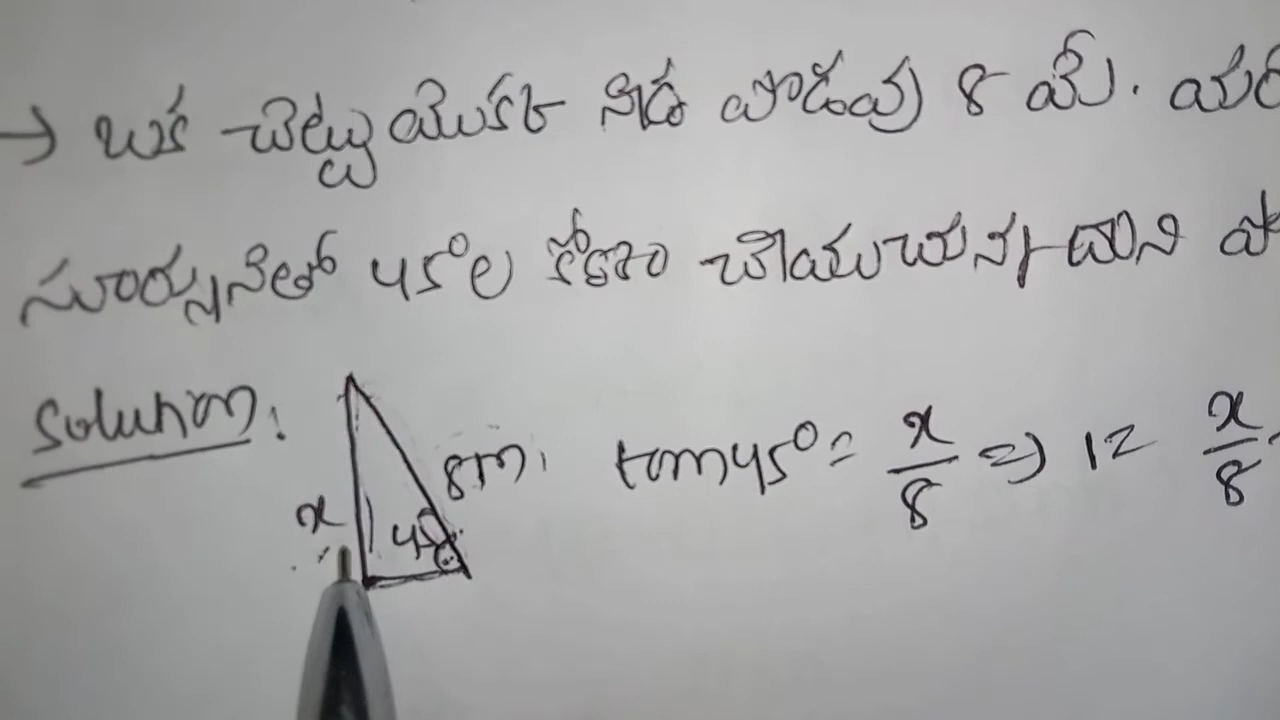 → ఒక చెట్టు యొక్క నీడ పొడవు 8 మీ.
సూర్యునితో 45°ల కోణం చేయుచున్న దాని
Solution:
8m
tan45° = x/8 => 1 = x/8
x
45